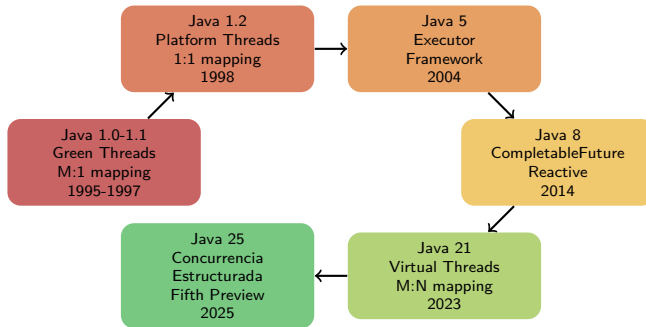 Java 1.0-1.1
Green Threads
M:1 mapping
1995-1997
Java 1.2
Platform Threads
1:1 mapping
1998
Java 5
Executor
Framework
2004
Java 8
CompletableFuture
Reactive
2014
Java 21
Virtual Threads
M:N mapping
2023
Java 25
Concurrencia
Estructurada
Fifth Preview
2025